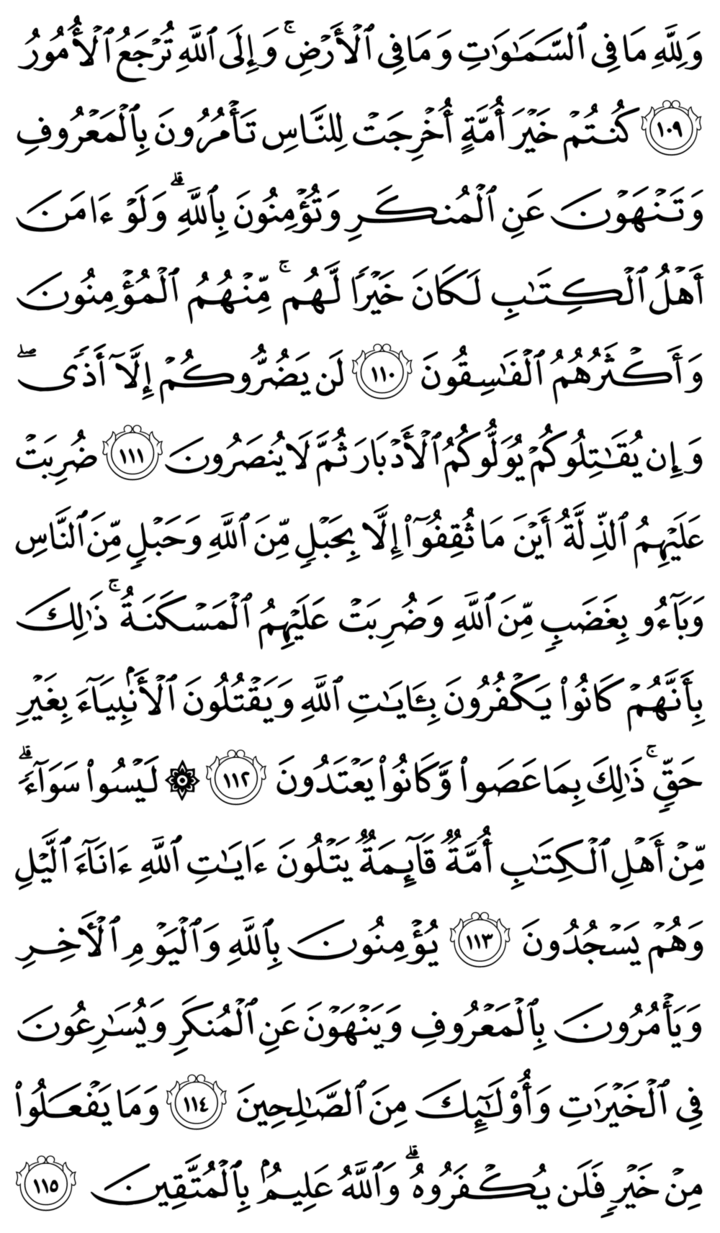 وَلِلَّهِ مَا فِي ٱلسَّمَٰوَٰتِ وَمَا فِي ٱلۡأَرۡضِۚ وَإِلَى ٱللَّهِ تُرۡجَعُ ٱلۡأُمُورُ
١٠٩ كُنتُمۡ خَيۡرَ أُمَّةٍ أُخۡرِجَتۡ لِلنَّاسِ تَأۡمُرُونَ بِٱلۡمَعۡرُوفِ
وَتَنۡهَوۡنَ عَنِ ٱلۡمُنكَرِ وَتُؤۡمِنُونَ بِٱللَّهِۗ وَلَوۡ ءَامَنَ
أَهۡلُ ٱلۡكِتَٰبِ لَكَانَ خَيۡرٗا لَّهُمۚ مِّنۡهُمُ ٱلۡمُؤۡمِنُونَ
وَأَكۡثَرُهُمُ ٱلۡفَٰسِقُونَ ١١٠ لَن يَضُرُّوكُمۡ إِلَّآ أَذٗىۖ
وَإِن يُقَٰتِلُوكُمۡ يُوَلُّوكُمُ ٱلۡأَدۡبَارَ ثُمَّ لَا يُنصَرُونَ ١١١ ضُرِبَتۡ
عَلَيۡهِمُ ٱلذِّلَّةُ أَيۡنَ مَا ثُقِفُوٓاْ إِلَّا بِحَبۡلٖ مِّنَ ٱللَّهِ وَحَبۡلٖ مِّنَ ٱلنَّاسِ
وَبَآءُو بِغَضَبٖ مِّنَ ٱللَّهِ وَضُرِبَتۡ عَلَيۡهِمُ ٱلۡمَسۡكَنَةُۚ ذَٰلِكَ
بِأَنَّهُمۡ كَانُواْ يَكۡفُرُونَ بِـَٔايَٰتِ ٱللَّهِ وَيَقۡتُلُونَ ٱلۡأَنۢبِيَآءَ بِغَيۡرِ
حَقّٖۚ ذَٰلِكَ بِمَا عَصَواْ وَّكَانُواْ يَعۡتَدُونَ ١١٢ ۞ لَيۡسُواْ سَوَآءٗۗ
مِّنۡ أَهۡلِ ٱلۡكِتَٰبِ أُمَّةٞ قَآئِمَةٞ يَتۡلُونَ ءَايَٰتِ ٱللَّهِ ءَانَآءَ ٱلَّيۡلِ
وَهُمۡ يَسۡجُدُونَ ١١٣ يُؤۡمِنُونَ بِٱللَّهِ وَٱلۡيَوۡمِ ٱلۡأٓخِرِ
وَيَأۡمُرُونَ بِٱلۡمَعۡرُوفِ وَيَنۡهَوۡنَ عَنِ ٱلۡمُنكَرِ وَيُسَٰرِعُونَ
فِي ٱلۡخَيۡرَٰتِ وَأُوْلَٰٓئِكَ مِنَ ٱلصَّٰلِحِينَ ١١٤ وَمَا يَفۡعَلُواْ
مِنۡ خَيۡرٖ فَلَن يُكۡفَرُوهُۗ وَٱللَّهُ عَلِيمُۢ بِٱلۡمُتَّقِينَ ١١٥